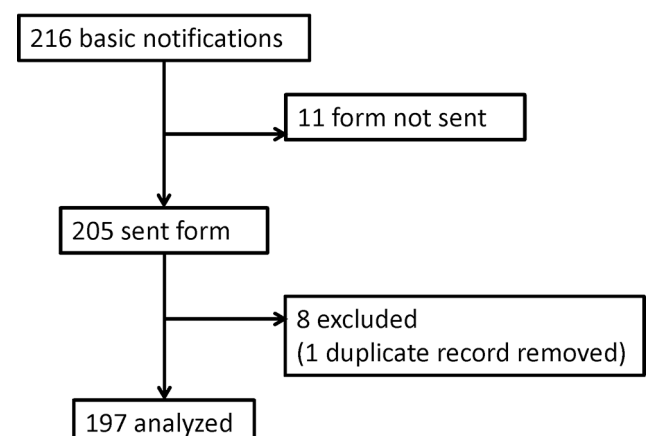 216 basic notifications
11 form not sent
205 sent form
8 excluded
(1 duplicate record removed)
197 analyzed